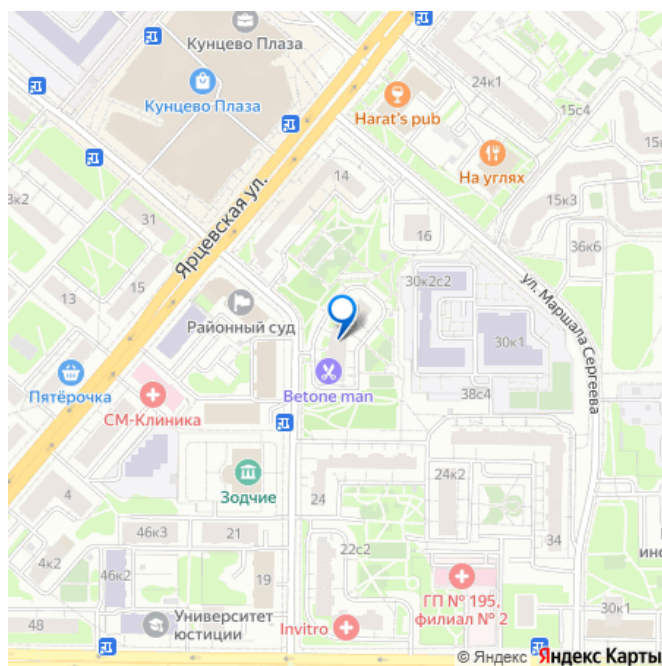 Кунцево Плаза
Кунцево Плаза
24к1
Harat's pub
15с4
На углях
14
15к3
31
16
36к6
Ярцевская ул.
30к2с2
ул. Маршала Сергеева
15
13
Районный суд
30к1
Пятёрочка
Betone man
38с4
СМ-Клиника
24к2
Зодчие
4
24
46к3
21
34
22с2
4к2
46к2
19
ГП № 195,
филиал № 2
30к1
48
Университет
юстиции
Invitro
© Яндекс Яндекс Карты